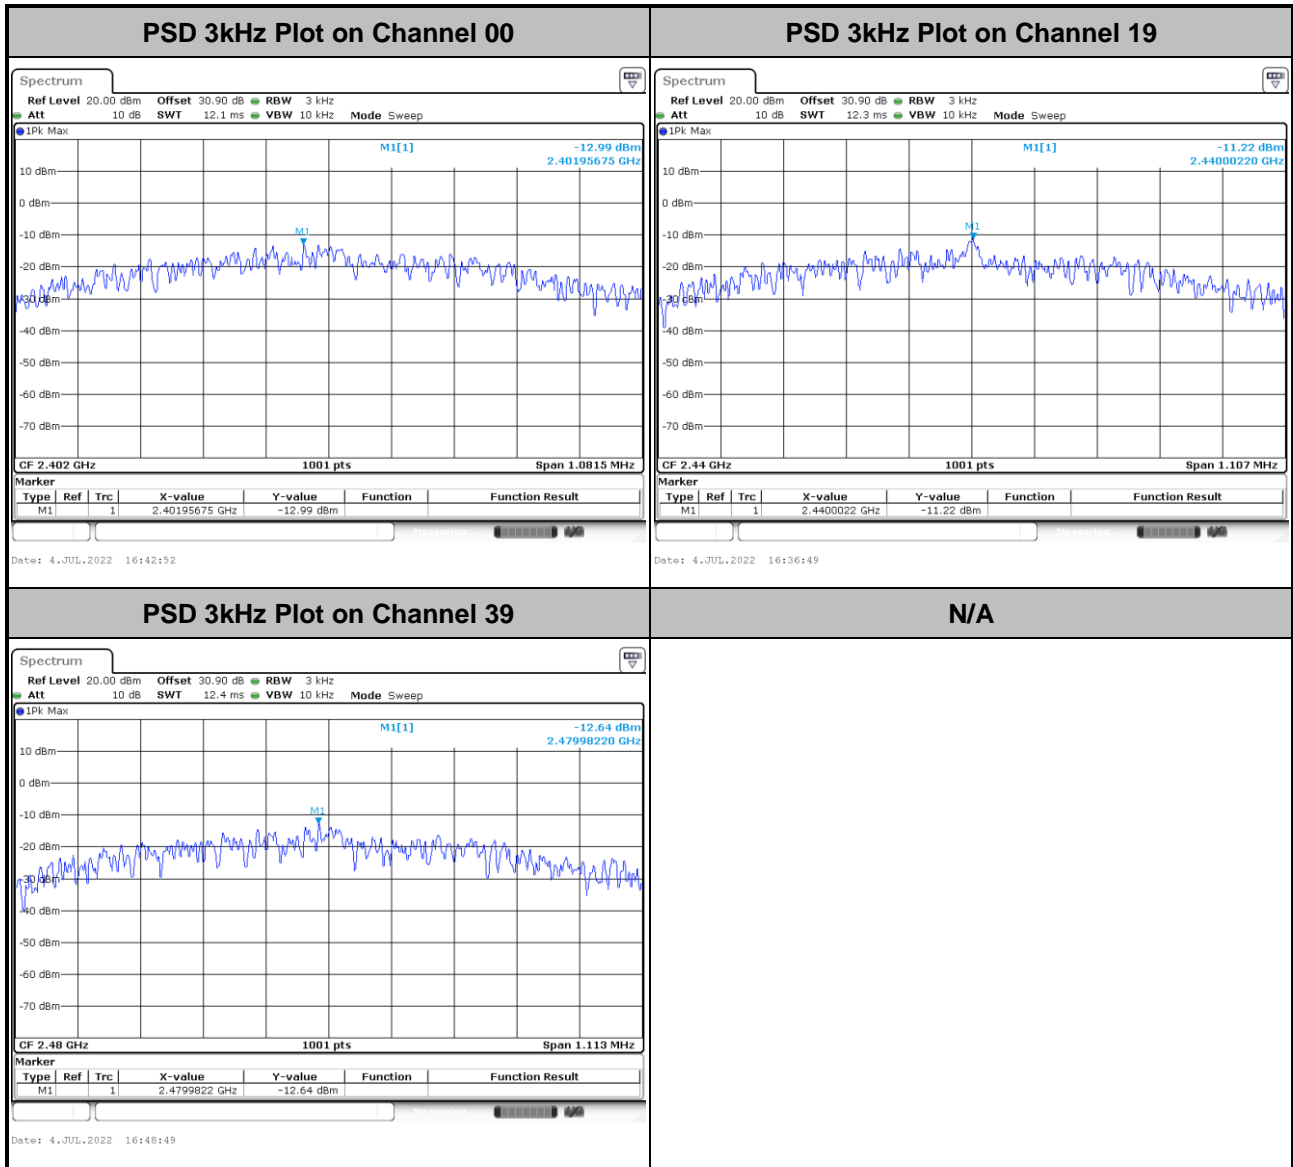 PSD 3kHz Plot on Channel 00
Spectrum
Ref Level 20.00 dBm Offset 30.90 dB RBW 3 kHz
Att 10 dB SWT 12.1 ms VBW 10 kHz Mode Sweep
1Pk Max
M1[1] -12.99 dBm
2.40195675 GHz
10 dBm
0 dBm
M1
-10 dBm
-20 dBm
-30 dBm
-40 dBm
-50 dBm
-60 dBm
-70 dBm
CF 2.402 GHz 1001 pts Span 1.0815 MHz
Marker
Type Ref Trc X-value Y-value Function Function Result
M1 1 2.40195675 GHz -12.99 dBm
Measuring...
Date: 4.JUL.2022 16:42:52
PSD 3kHz Plot on Channel 19
Spectrum
Ref Level 20.00 dBm Offset 30.90 dB RBW 3 kHz
Att 10 dB SWT 12.3 ms VBW 10 kHz Mode Sweep
1Pk Max
M1[1] -11.22 dBm
2.44000220 GHz
10 dBm
0 dBm
M1
-10 dBm
-20 dBm
-30 dBm
-40 dBm
-50 dBm
-60 dBm
-70 dBm
CF 2.44 GHz 1001 pts Span 1.107 MHz
Marker
Type Ref Trc X-value Y-value Function Function Result
M1 1 2.4400022 GHz -11.22 dBm
Measuring...
Date: 4.JUL.2022 16:36:49
PSD 3kHz Plot on Channel 39
Spectrum
Ref Level 20.00 dBm Offset 30.90 dB RBW 3 kHz
Att 10 dB SWT 12.4 ms VBW 10 kHz Mode Sweep
1Pk Max
M1[1] -12.64 dBm
2.47998220 GHz
10 dBm
0 dBm
M1
-10 dBm
-20 dBm
-30 dBm
-40 dBm
-50 dBm
-60 dBm
-70 dBm
CF 2.48 GHz 1001 pts Span 1.113 MHz
Marker
Type Ref Trc X-value Y-value Function Function Result
M1 1 2.4799822 GHz -12.64 dBm
Measuring...
Date: 4.JUL.2022 16:48:49
N/A